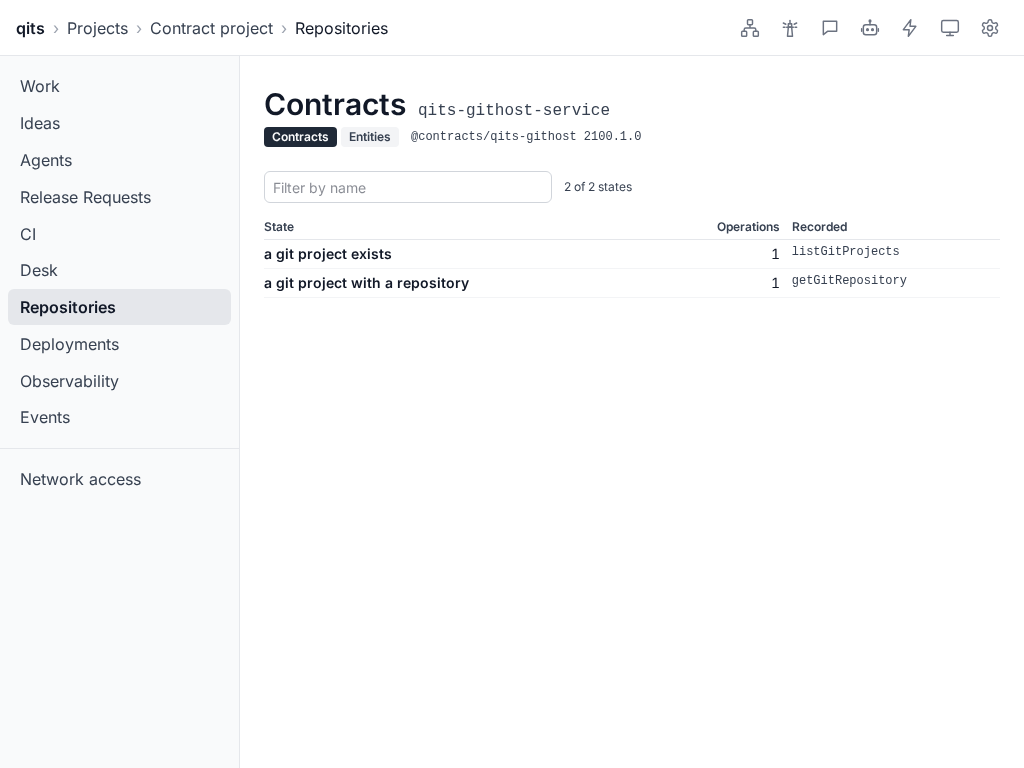 qits › Projects › Contract project › Repositories
Work
Ideas
Agents
Release Requests
CI
Desk
Repositories
Deployments
Observability
Events
Network access
Contracts qits-githost-service
Contracts Entities @contracts/qits-githost 2100.1.0
Filter by name 2 of 2 states
State Operations Recorded
a git project exists 1 listGitProjects
a git project with a repository 1 getGitRepository